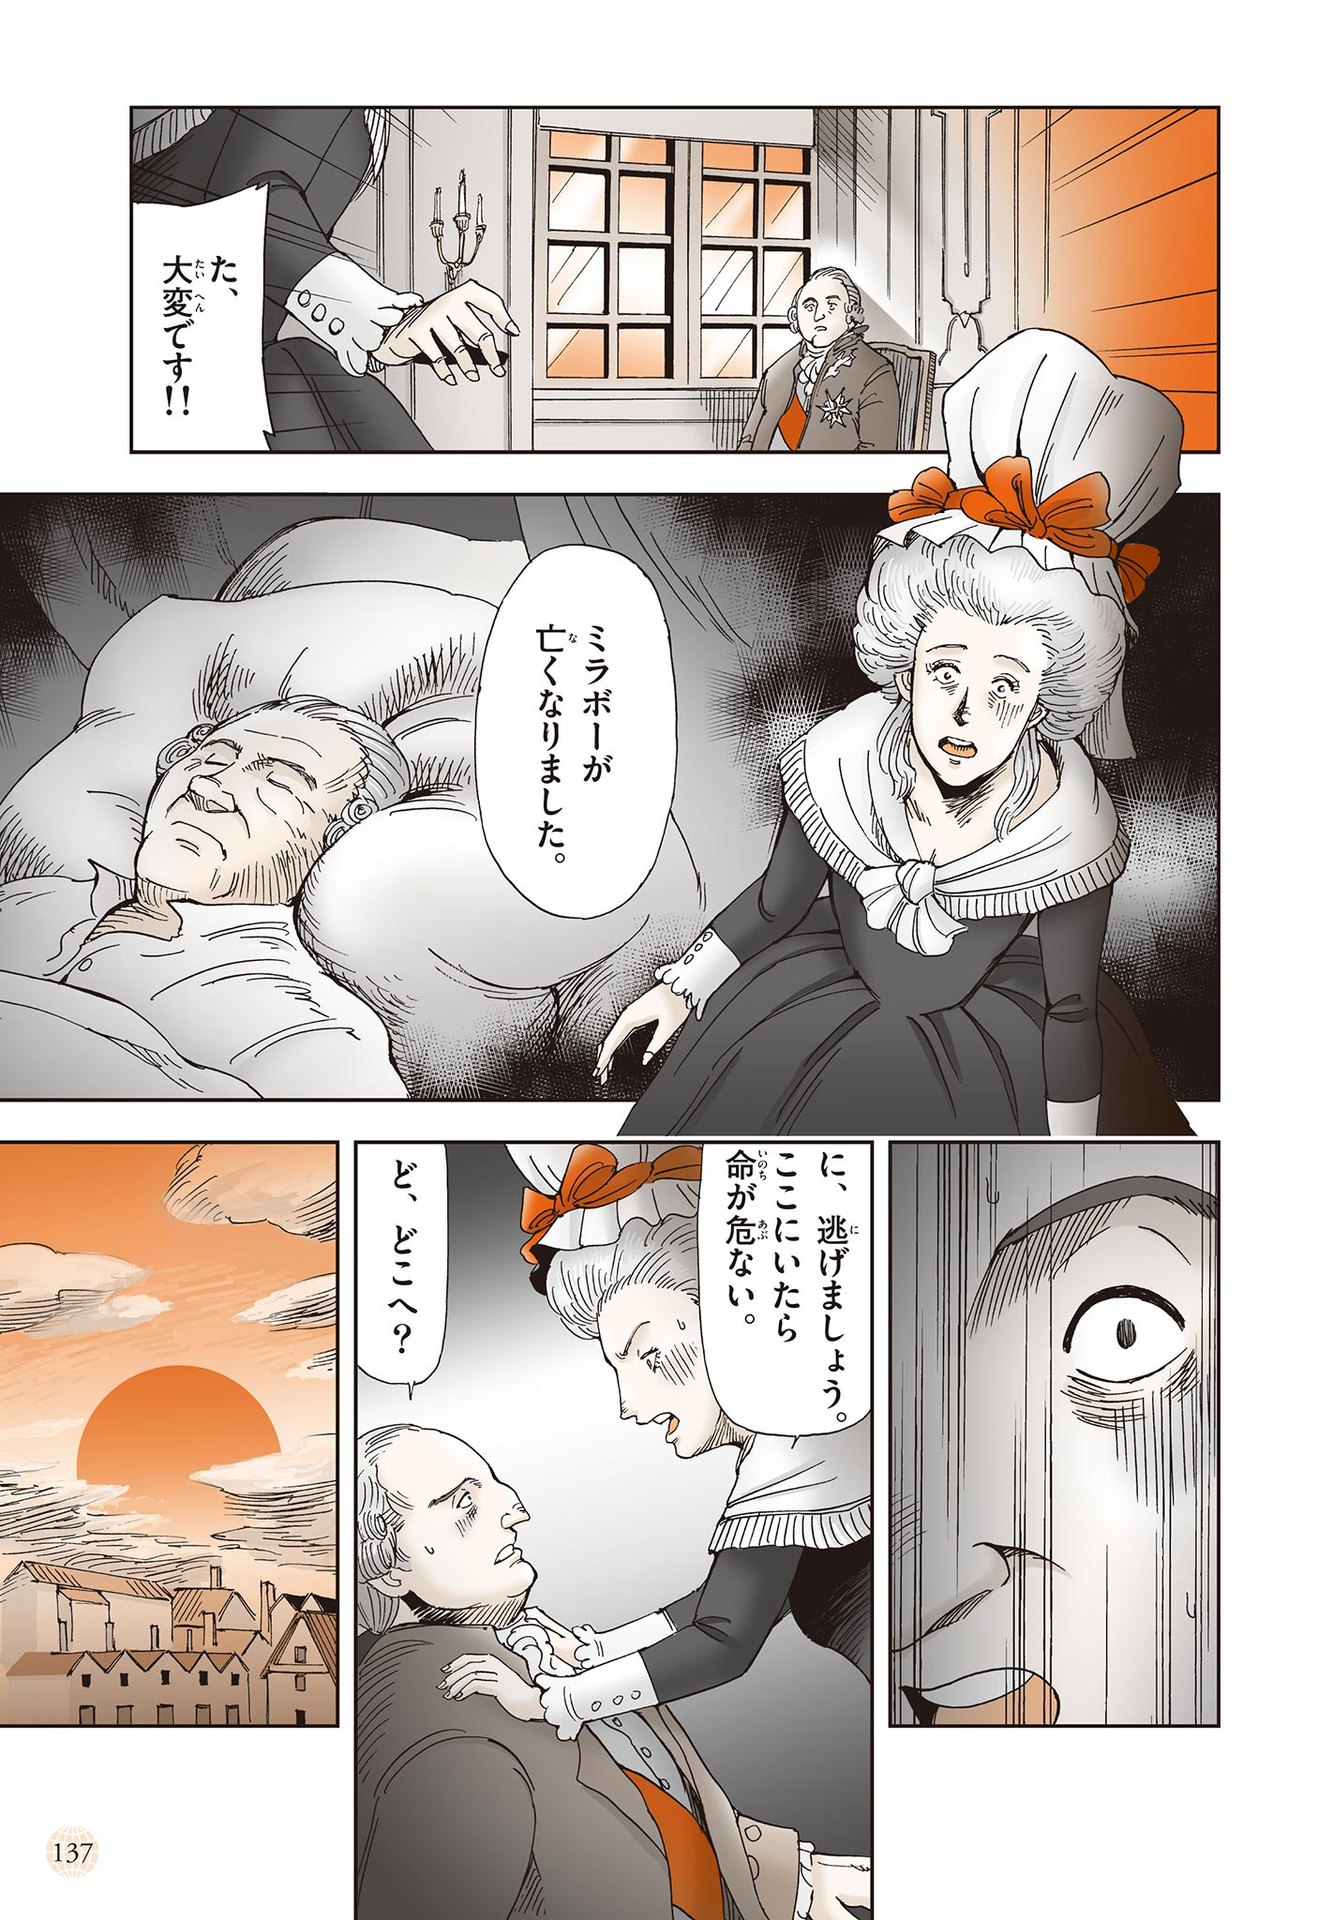 た、
大変です!!
ミラボーが
亡くなりました。
に、逃げましょう。
ここにいたら
命が危ない。
ど、どこへ?
137